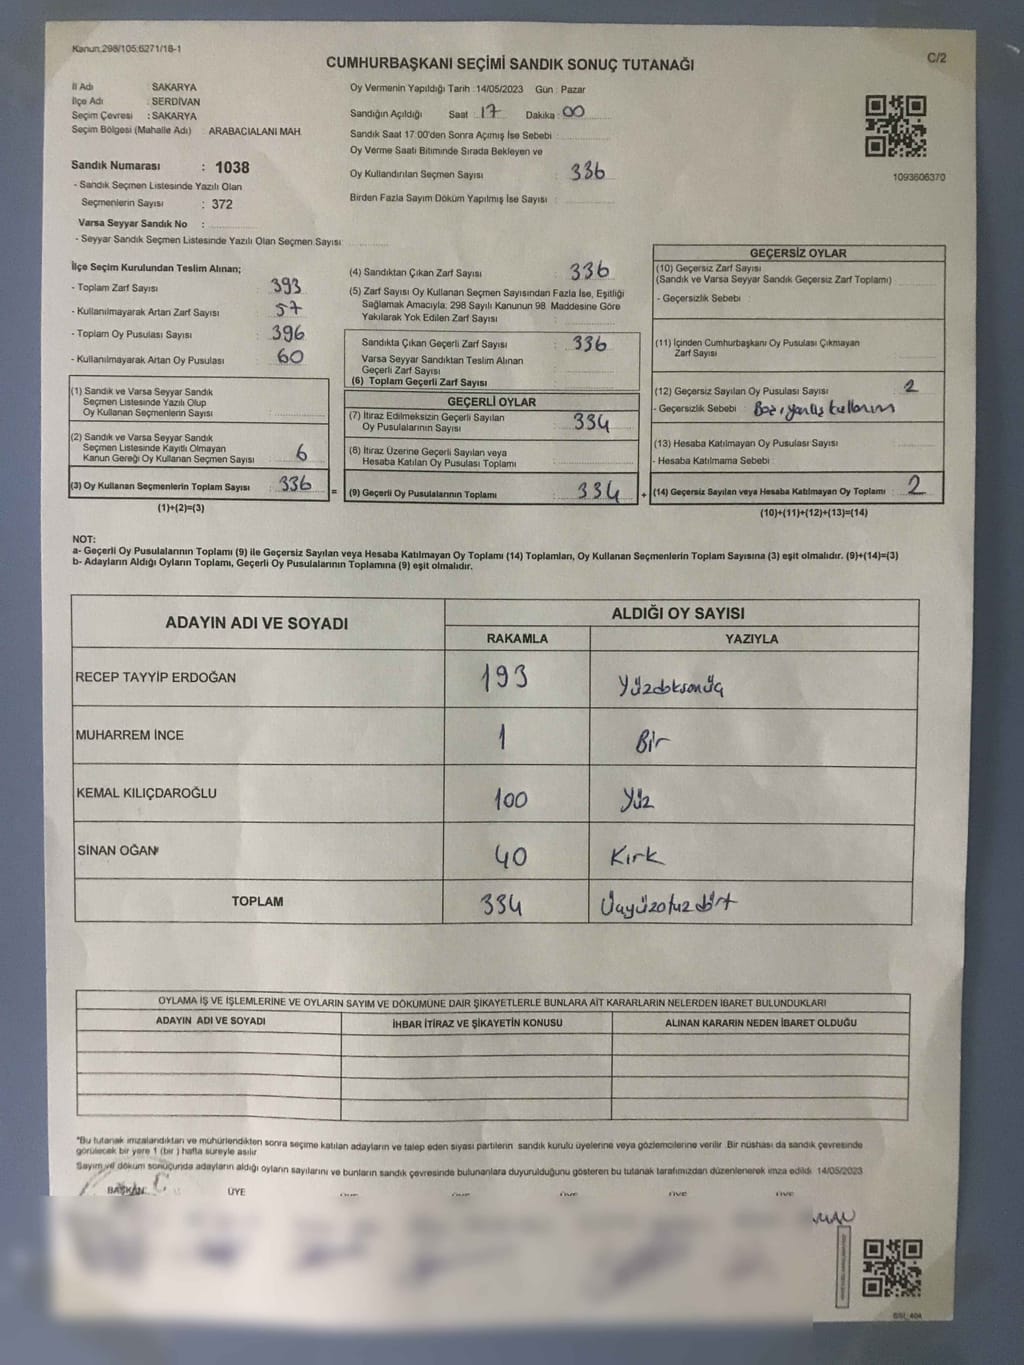 Kanun:298/105:6271/18-1
C/2
CUMHURBAŞKANI SEÇİMİ SANDIK SONUÇ TUTANAĞI
İl Adı : SAKARYA
İlçe Adı : SERDİVAN
Seçim Çevresi : SAKARYA
Seçim Bölgesi (Mahalle Adı) : ARABACIALANI MAH.
Sandık Numarası : 1038
- Sandık Seçmen Listesinde Yazılı Olan
Seçmenlerin Sayısı : 372
Varsa Seyyar Sandık No :
- Seyyar Sandık Seçmen Listesinde Yazılı Olan Seçmen Sayısı:
Oy Vermenin Yapıldığı Tarih : 14/05/2023 Gün : Pazar
Sandığın Açıldığı Saat : 17 Dakika : 00
Sandık Saat 17:00'den Sonra Açımış İse Sebebi :
Oy Verme Saati Bitiminde Sırada Bekleyen ve
Oy Kullandırılan Seçmen Sayısı : 336
Birden Fazla Sayım Döküm Yapılmış İse Sayısı :
1093606370
İlçe Seçim Kurulundan Teslim Alınan;
- Toplam Zarf Sayısı : 393
- Kullanılmayarak Artan Zarf Sayısı : 57
- Toplam Oy Pusulası Sayısı : 396
- Kullanılmayarak Artan Oy Pusulası : 60
(1) Sandık ve Varsa Seyyar Sandık
Seçmen Listesinde Yazılı Olup
Oy Kullanan Seçmenlerin Sayısı :
(2) Sandık ve Varsa Seyyar Sandık
Seçmen Listesinde Kayıtlı Olmayan
Kanun Gereği Oy Kullanan Seçmen Sayısı : 6
(3) Oy Kullanan Seçmenlerin Toplam Sayısı : 336
(1)+(2)=(3)
(4) Sandıktan Çıkan Zarf Sayısı : 336
(5) Zarf Sayısı Oy Kullanan Seçmen Sayısından Fazla İse, Eşitliği
Sağlamak Amacıyla; 298 Sayılı Kanunun 98. Maddesine Göre
Yakılarak Yok Edilen Zarf Sayısı :
Sandıkta Çıkan Geçerli Zarf Sayısı : 336
Varsa Seyyar Sandıktan Teslim Alınan
Geçerli Zarf Sayısı :
(6) Toplam Geçerli Zarf Sayısı :
GEÇERLİ OYLAR
(7) İtiraz Edilmeksizin Geçerli Sayılan
Oy Pusulalarının Sayısı : 334
(8) İtiraz Üzerine Geçerli Sayılan veya
Hesaba Katılan Oy Pusulası Toplamı :
= (9) Geçerli Oy Pusulalarının Toplamı : 334
GEÇERSİZ OYLAR
(10) Geçersiz Zarf Sayısı
(Sandık ve Varsa Seyyar Sandık Geçersiz Zarf Toplamı) :
- Geçersizlik Sebebi :
(11) İçinden Cumhurbaşkanı Oy Pusulası Çıkmayan
Zarf Sayısı :
(12) Geçersiz Sayılan Oy Pusulası Sayısı : 2
- Geçersizlik Sebebi : yanlış kullanım
(13) Hesaba Katılmayan Oy Pusulası Sayısı :
- Hesaba Katılmama Sebebi :
+ (14) Geçersiz Sayılan veya Hesaba Katılmayan Oy Toplamı : 2
(10)+(11)+(12)+(13)=(14)
NOT:
a- Geçerli Oy Pusulalarının Toplamı (9) ile Geçersiz Sayılan veya Hesaba Katılmayan Oy Toplamı (14) Toplamları, Oy Kullanan Seçmenlerin Toplam Sayısına (3) eşit olmalıdır. (9)+(14)=(3)
b- Adayların Aldığı Oyların Toplamı, Geçerli Oy Pusulalarının Toplamına (9) eşit olmalıdır.
ADAYIN ADI VE SOYADI ALDIĞI OY SAYISI
RAKAMLA YAZIYLA
RECEP TAYYİP ERDOĞAN 193 Yüzdoksanüç
MUHARREM İNCE 1 Bir
KEMAL KILIÇDAROĞLU 100 Yüz
SİNAN OĞAN 40 Kırk
TOPLAM 334 Üçyüzotuzdört
OYLAMA İŞ VE İŞLEMLERİNE VE OYLARIN SAYIM VE DÖKÜMÜNE DAİR ŞİKAYETLERLE BUNLARA AİT KARARLARIN NELERDEN İBARET BULUNDUKLARI
ADAYIN ADI VE SOYADI İHBAR İTİRAZ VE ŞİKAYETİN KONUSU ALINAN KARARIN NEDEN İBARET OLDUĞU
*Bu tutanak imzalandıktan ve mühürlendikten sonra seçime katılan adayların ve talep eden siyasi partilerin sandık kurulu üyelerine veya gözlemcilerine verilir. Bir nüshası da sandık çevresinde
görülecek bir yere 1 (bir ) hafta süreyle asılır
Sayım ve döküm sonucunda adayların aldığı oyların sayılarını ve bunların sandık çevresinde bulunanlara duyurulduğunu gösteren bu tutanak tarafımızdan düzenlenerek imza edildi. 14/05/2023
BAŞKAN ÜYE